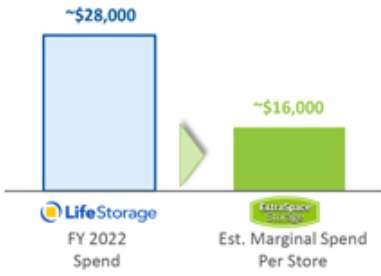 ~$28,000
~$16,000
LifeStorage
FY 2022
Spend
ExtraSpace
Storage
Est. Marginal Spend
Per Store